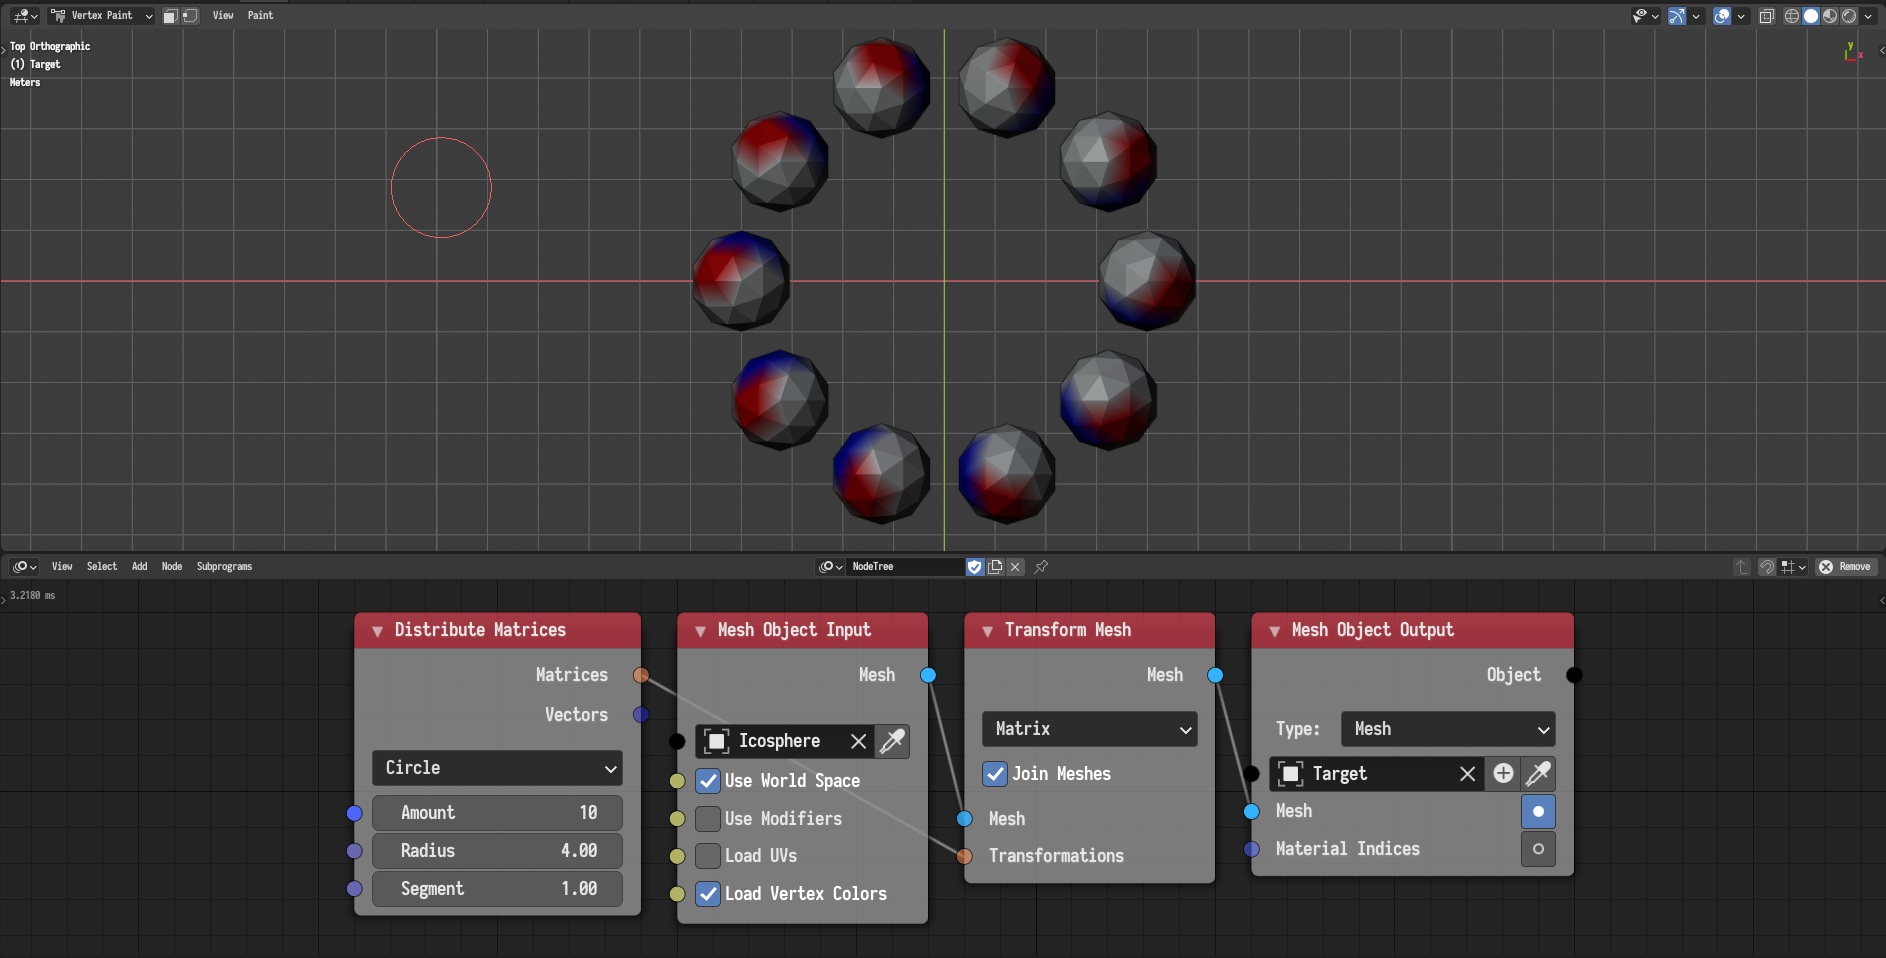 Vertex Paint
View
Paint
Top Orthographic
(1) Target
Meters
Y
X
View
Select
Add
Node
Subprograms
NodeTree
Remove
3.2180 ms
Distribute Matrices
Matrices
Vectors
Circle
Amount 10
Radius 4.00
Segment 1.00
Mesh Object Input
Mesh
Icosphere
Use World Space
Use Modifiers
Load UVs
Load Vertex Colors
Transform Mesh
Mesh
Matrix
Join Meshes
Mesh
Transformations
Mesh Object Output
Object
Type: Mesh
Target
Mesh
Material Indices